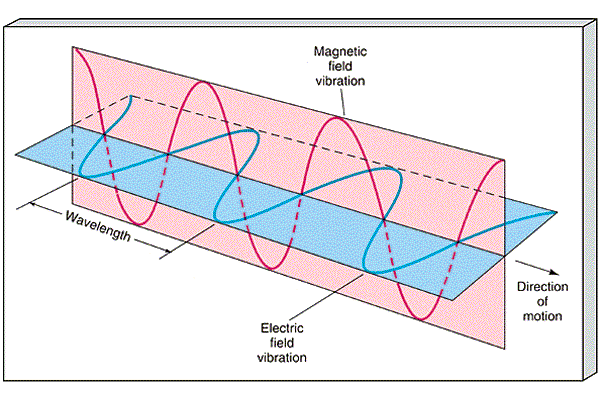 Magnetic
field
vibration
Wavelength
Direction
of
motion
Electric
field
vibration